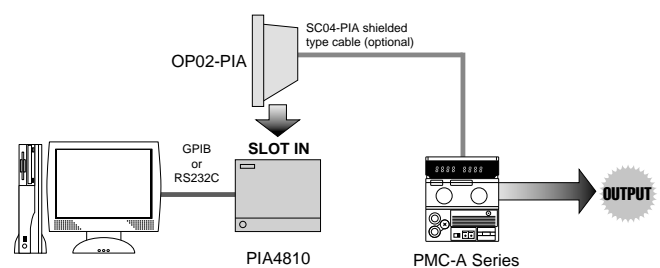 SC04-PIA shielded
type cable (optional)
OP02-PIA
GPIB
or
RS232C
SLOT IN
8888 8888
OUTPUT
PIA4810
PMC-A Series